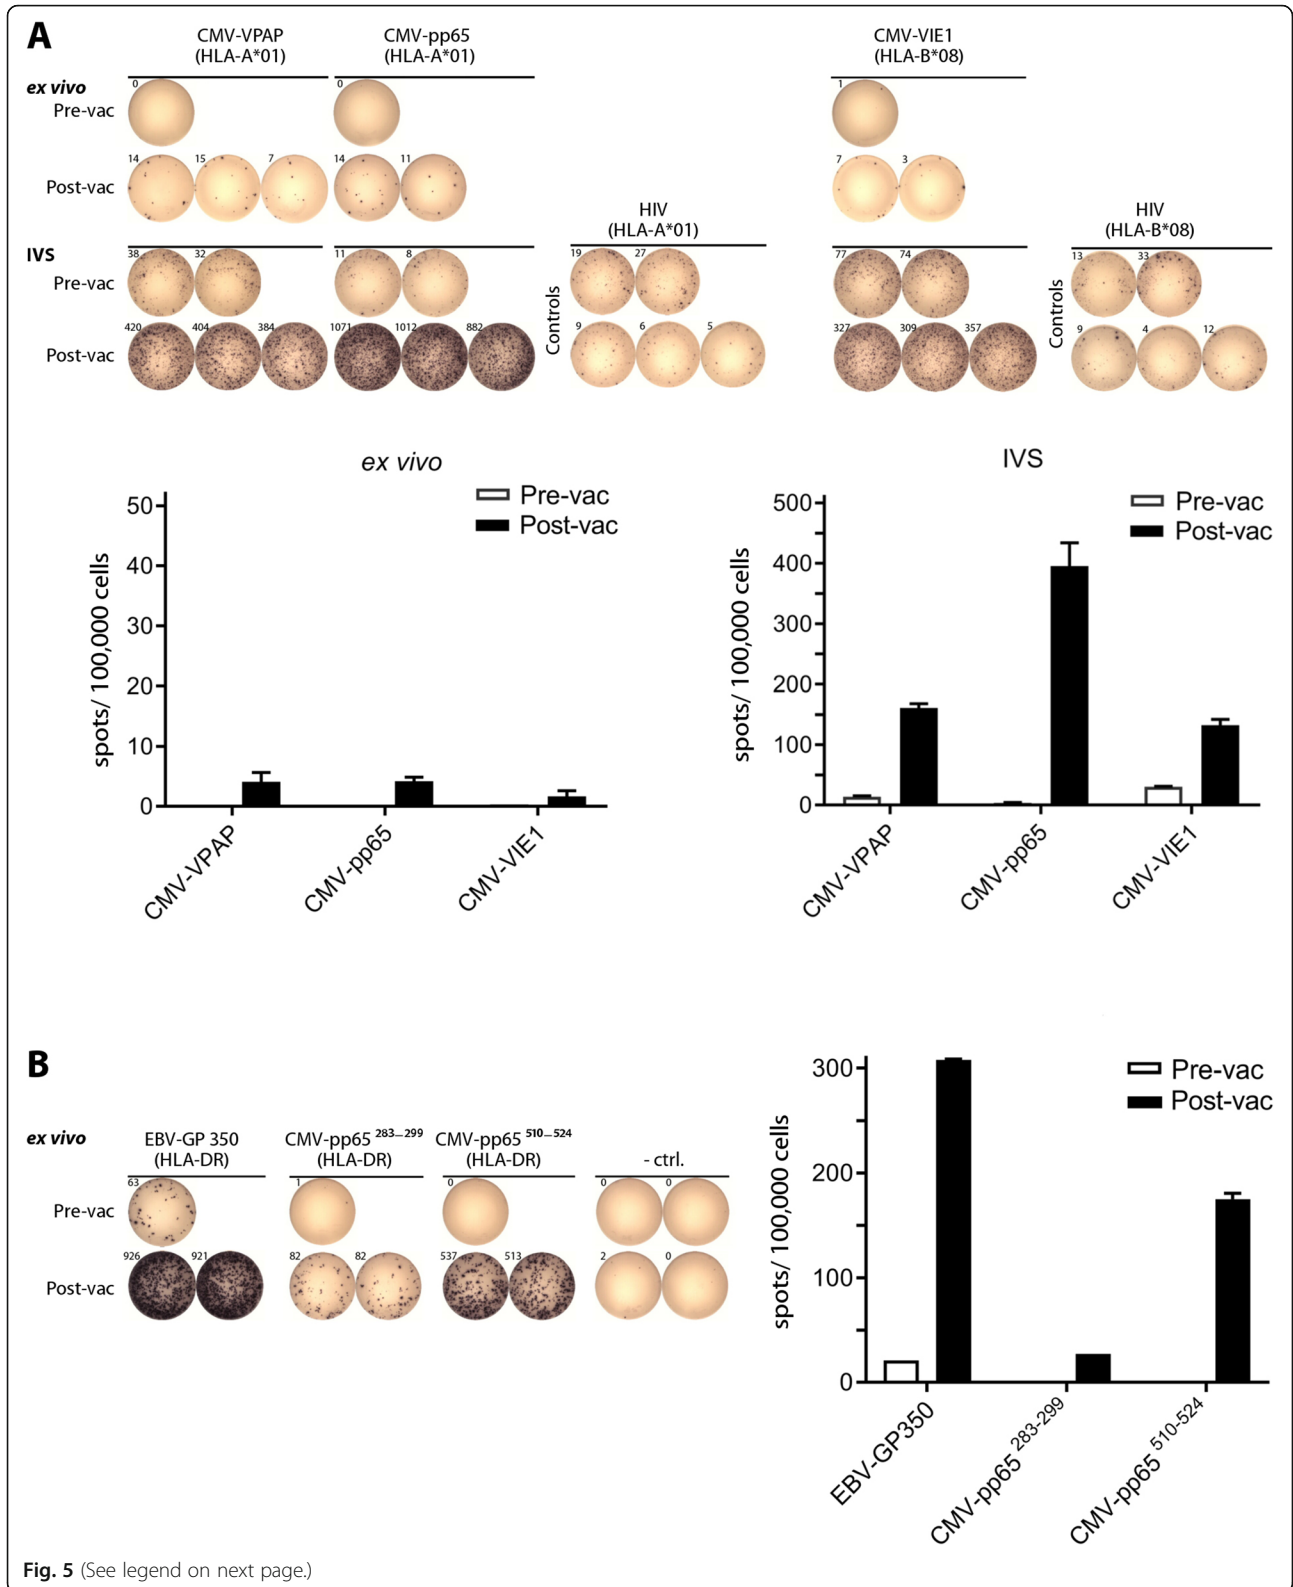 A
CMV-VPAP
(HLA-A*01)
CMV-pp65
(HLA-A*01)
CMV-VIE1
(HLA-B*08)
ex vivo
Pre-vac
0
0
1
Post-vac
14 15 7
14 11
7 3
HIV
(HLA-A*01)
HIV
(HLA-B*08)
IVS
Pre-vac
38 32
11 8
19 27
77 74
13 33
Controls
Controls
Post-vac
420 404 384
1071 1012 882
9 6 5
327 309 357
9 4 12
ex vivo
Pre-vac
Post-vac
spots/ 100,000 cells
50
40
30
20
10
0
CMV-VPAP
CMV-pp65
CMV-VIE1
IVS
Pre-vac
Post-vac
spots/ 100,000 cells
500
400
300
200
100
0
CMV-VPAP
CMV-pp65
CMV-VIE1
B
ex vivo
EBV-GP 350
(HLA-DR)
CMV-pp65 283–299
(HLA-DR)
CMV-pp65 510–524
(HLA-DR)
- ctrl.
Pre-vac
63
1
0
0 0
Post-vac
926 921
82 82
537 513
2 0
Pre-vac
Post-vac
spots/ 100,000 cells
300
200
100
0
EBV-GP350
CMV-pp65 283-299
CMV-pp65 510-524
Fig. 5 (See legend on next page.)